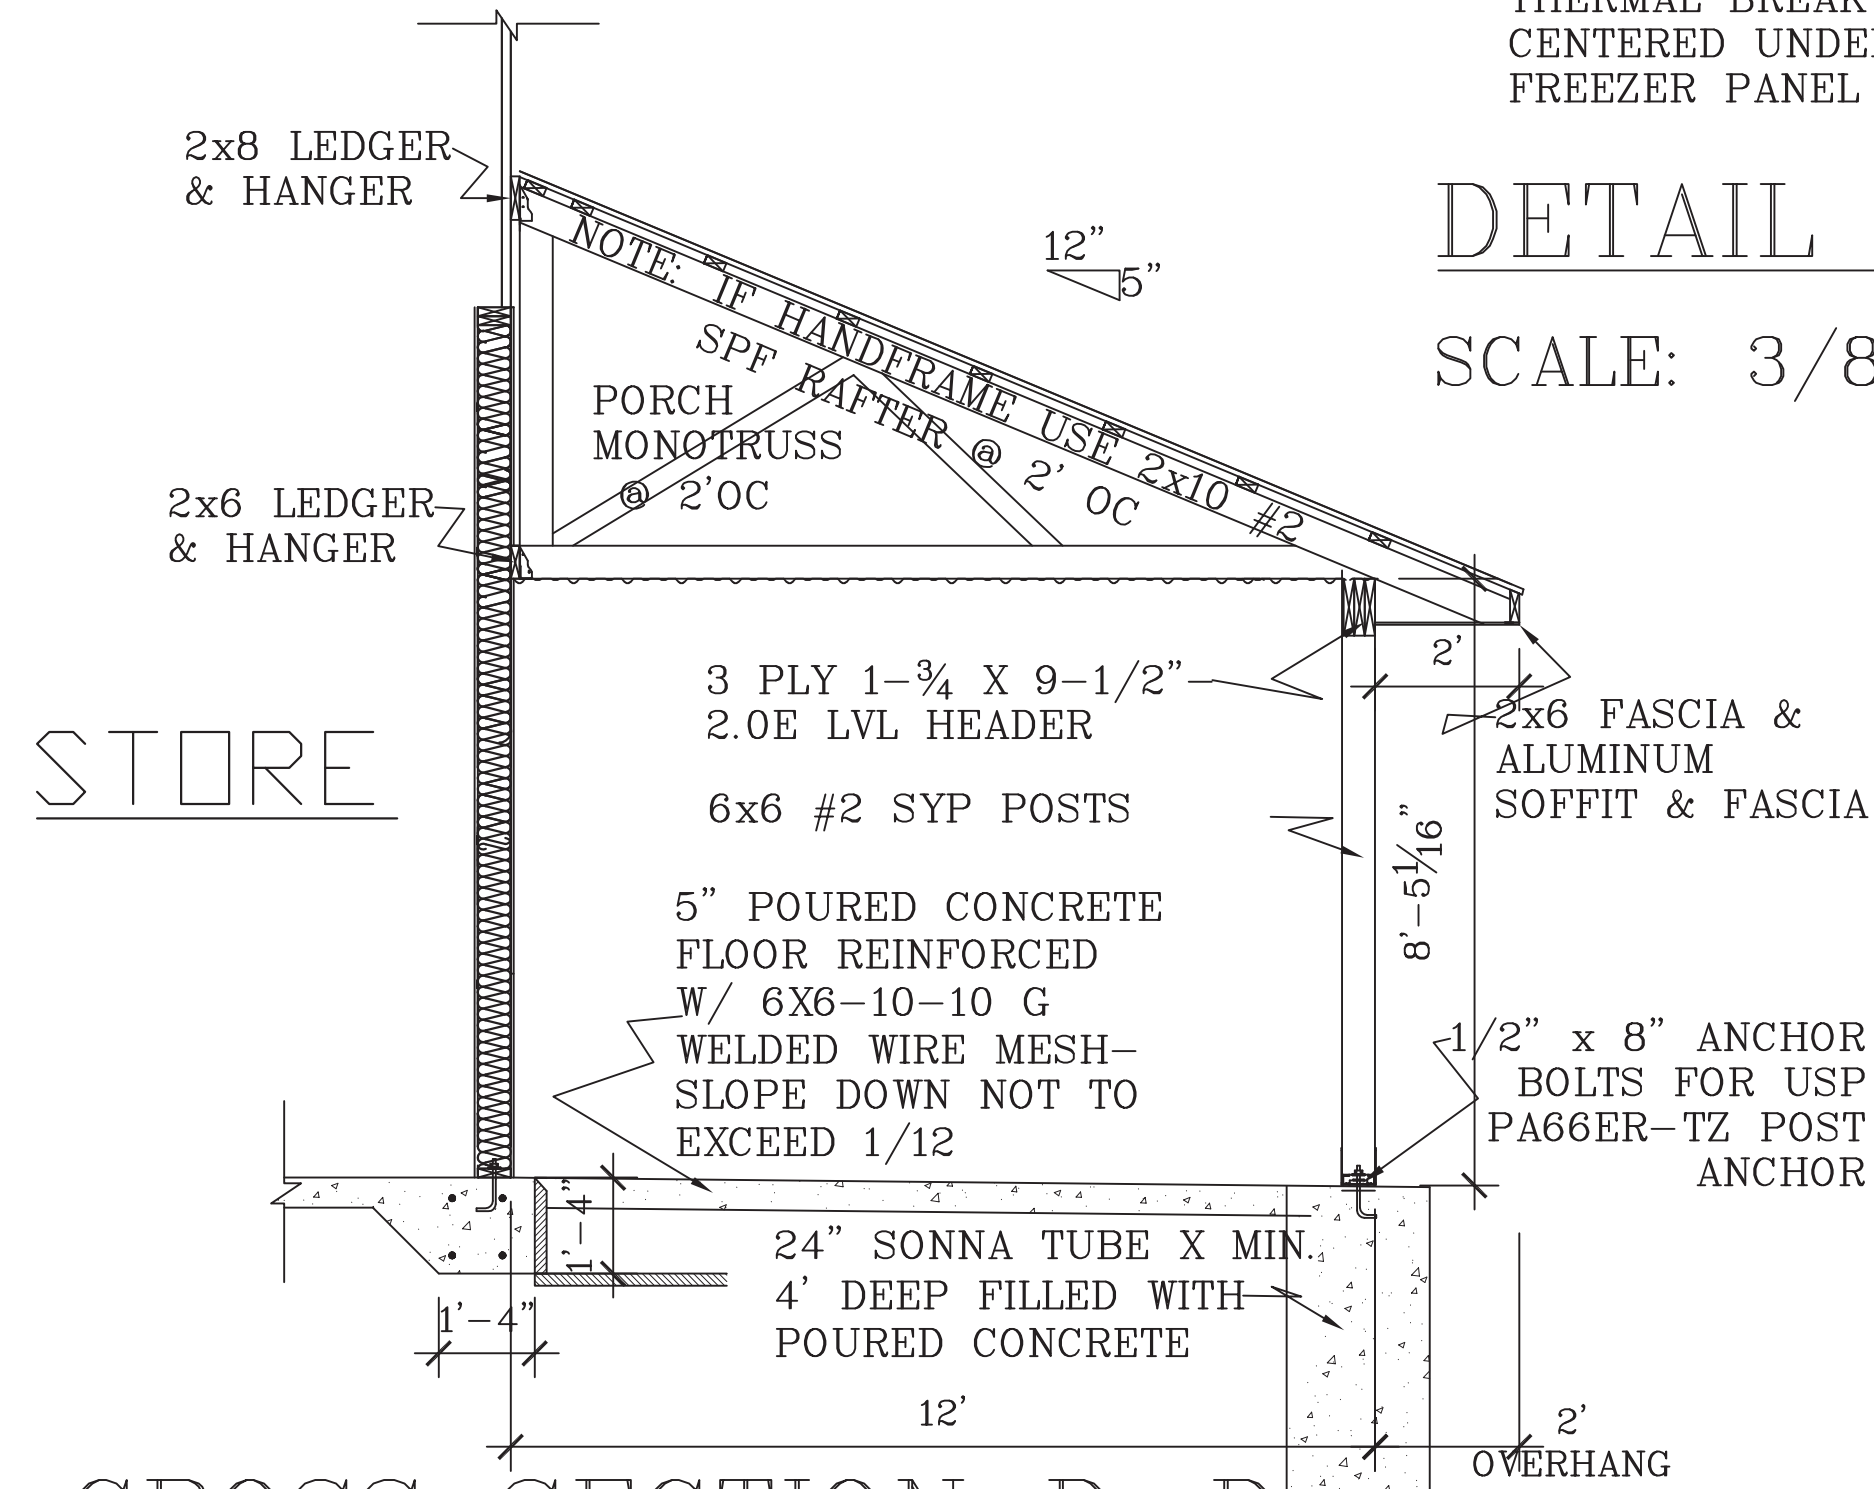 THERMAL BREAK
CENTERED
FREEZER PANEL
2x8 LEDGER
& HANGER
12”
5”
DETAIL
SCALE: 3/8
NOTE: IF HANDFRAME USE 2x10 #2
SPF RAFTER @ 2' OC
PORCH
MONOTRUSS
@ 2'OC
2x6 LEDGER
& HANGER
3 PLY 1-¾ X 9-1/2”
2.0E LVL HEADER
2'
2x6 FASCIA &
ALUMINUM
SOFFIT & FASCIA
STORE
6x6 #2 SYP POSTS
8'-5 1/16”
5” POURED CONCRETE
FLOOR REINFORCED
W/ 6X6-10-10 G
WELDED WIRE MESH-
SLOPE DOWN NOT TO
EXCEED 1/12
1/2” x 8” ANCHOR
BOLTS FOR USP
PA66ER-TZ POST
ANCHOR
1'-4”
24” SONNA TUBE X MIN.
4' DEEP FILLED WITH
POURED CONCRETE
1'-4”
12'
2'
OVERHANG
CROSS SECTION